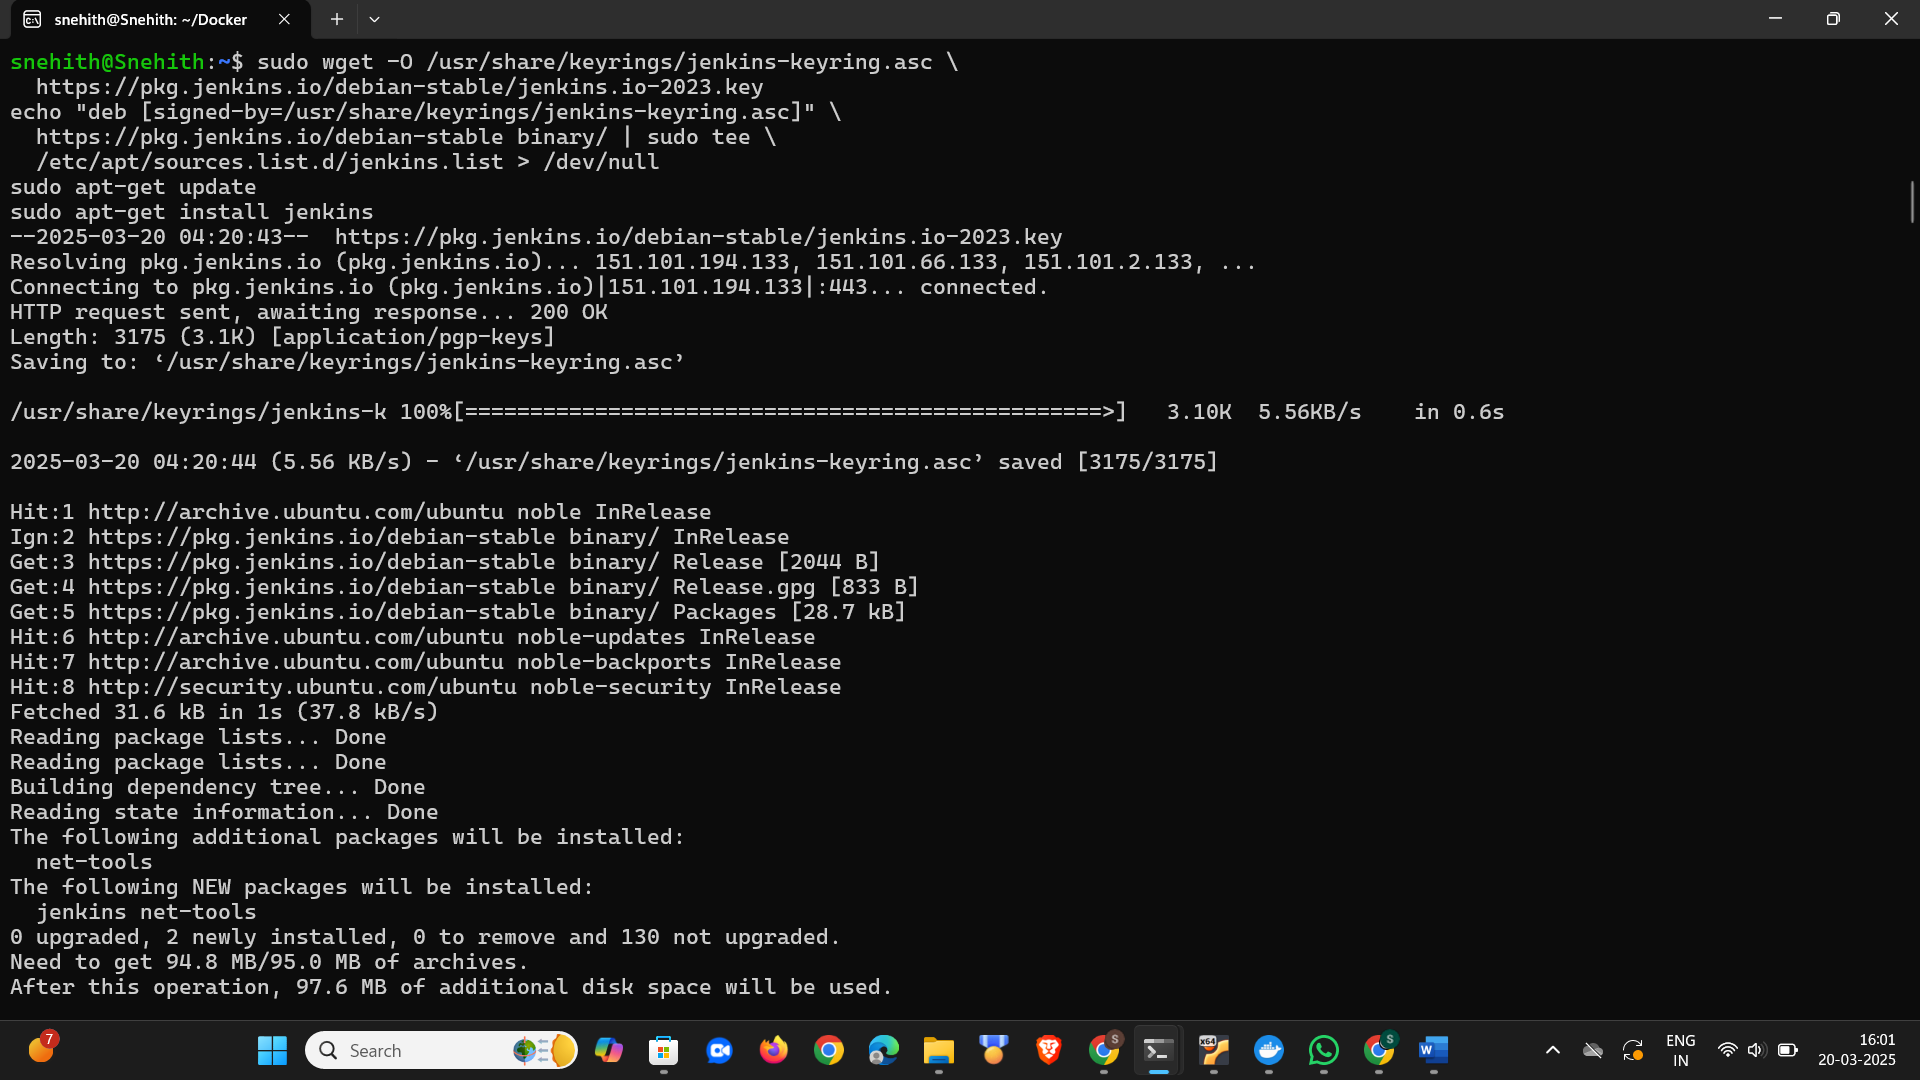 snehith@Snehith: ~/Docker
snehith@Snehith:~$ sudo wget -O /usr/share/keyrings/jenkins-keyring.asc \
  https://pkg.jenkins.io/debian-stable/jenkins.io-2023.key
echo "deb [signed-by=/usr/share/keyrings/jenkins-keyring.asc]" \
  https://pkg.jenkins.io/debian-stable binary/ | sudo tee \
  /etc/apt/sources.list.d/jenkins.list > /dev/null
sudo apt-get update
sudo apt-get install jenkins
--2025-03-20 04:20:43--  https://pkg.jenkins.io/debian-stable/jenkins.io-2023.key
Resolving pkg.jenkins.io (pkg.jenkins.io)... 151.101.194.133, 151.101.66.133, 151.101.2.133, ...
Connecting to pkg.jenkins.io (pkg.jenkins.io)|151.101.194.133|:443... connected.
HTTP request sent, awaiting response... 200 OK
Length: 3175 (3.1K) [application/pgp-keys]
Saving to: ‘/usr/share/keyrings/jenkins-keyring.asc’
/usr/share/keyrings/jenkins-k 100%[=================================================>]   3.10K  5.56KB/s    in 0.6s
2025-03-20 04:20:44 (5.56 KB/s) - ‘/usr/share/keyrings/jenkins-keyring.asc’ saved [3175/3175]
Hit:1 http://archive.ubuntu.com/ubuntu noble InRelease
Ign:2 https://pkg.jenkins.io/debian-stable binary/ InRelease
Get:3 https://pkg.jenkins.io/debian-stable binary/ Release [2044 B]
Get:4 https://pkg.jenkins.io/debian-stable binary/ Release.gpg [833 B]
Get:5 https://pkg.jenkins.io/debian-stable binary/ Packages [28.7 kB]
Hit:6 http://archive.ubuntu.com/ubuntu noble-updates InRelease
Hit:7 http://archive.ubuntu.com/ubuntu noble-backports InRelease
Hit:8 http://security.ubuntu.com/ubuntu noble-security InRelease
Fetched 31.6 kB in 1s (37.8 kB/s)
Reading package lists... Done
Reading package lists... Done
Building dependency tree... Done
Reading state information... Done
The following additional packages will be installed:
  net-tools
The following NEW packages will be installed:
  jenkins net-tools
0 upgraded, 2 newly installed, 0 to remove and 130 not upgraded.
Need to get 94.8 MB/95.0 MB of archives.
After this operation, 97.6 MB of additional disk space will be used.
7
Search
S
x64
S
W
ENG
IN
16:01
20-03-2025